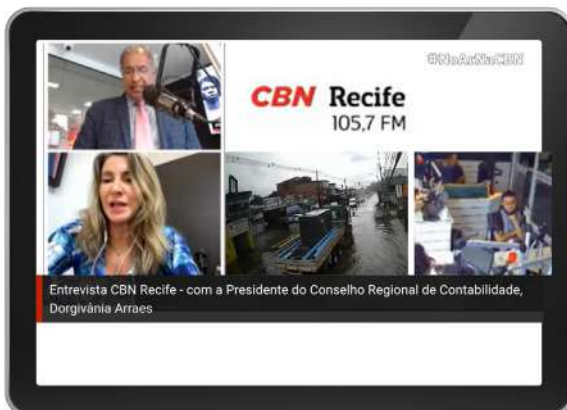 #NoArNaCBN
CBN Recife
105,7 FM
Entrevista CBN Recife - com a Presidente do Conselho Regional de Contabilidade,
Dorgivânia Arraes